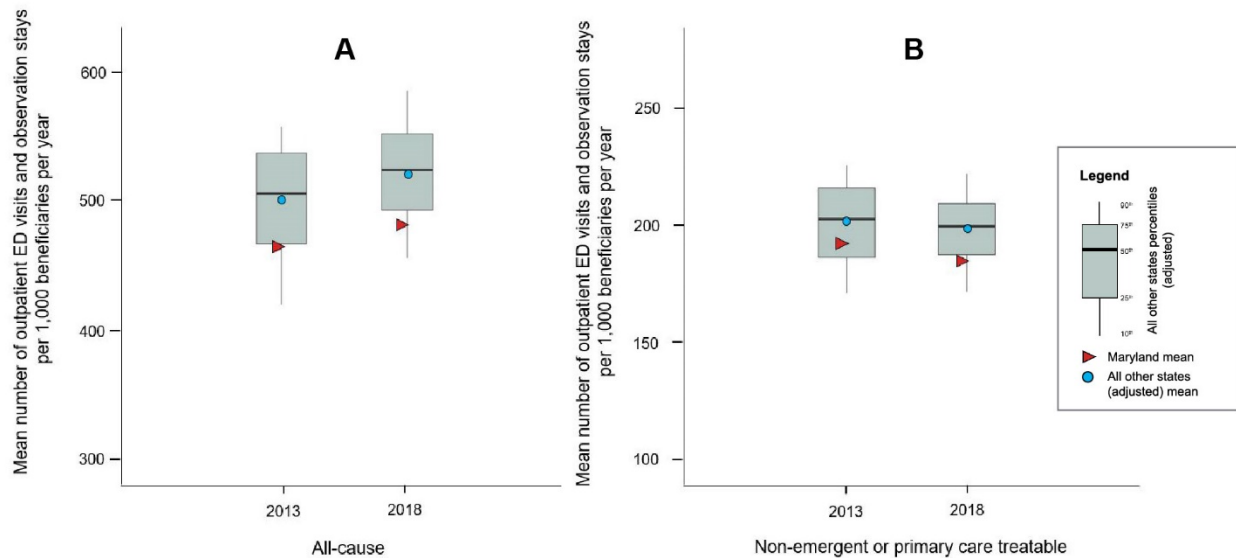 A
Mean number of outpatient ED visits and observation stays
per 1,000 beneficiaries per year
600
500
400
300
2013
2018
All-cause
B
Mean number of outpatient ED visits and observation stays
per 1,000 beneficiaries per year
250
200
150
100
2013
2018
Non-emergent or primary care treatable
Legend
90th
75th
50th
25th
10th
All other states percentiles
(adjusted)
Maryland mean
All other states
(adjusted) mean